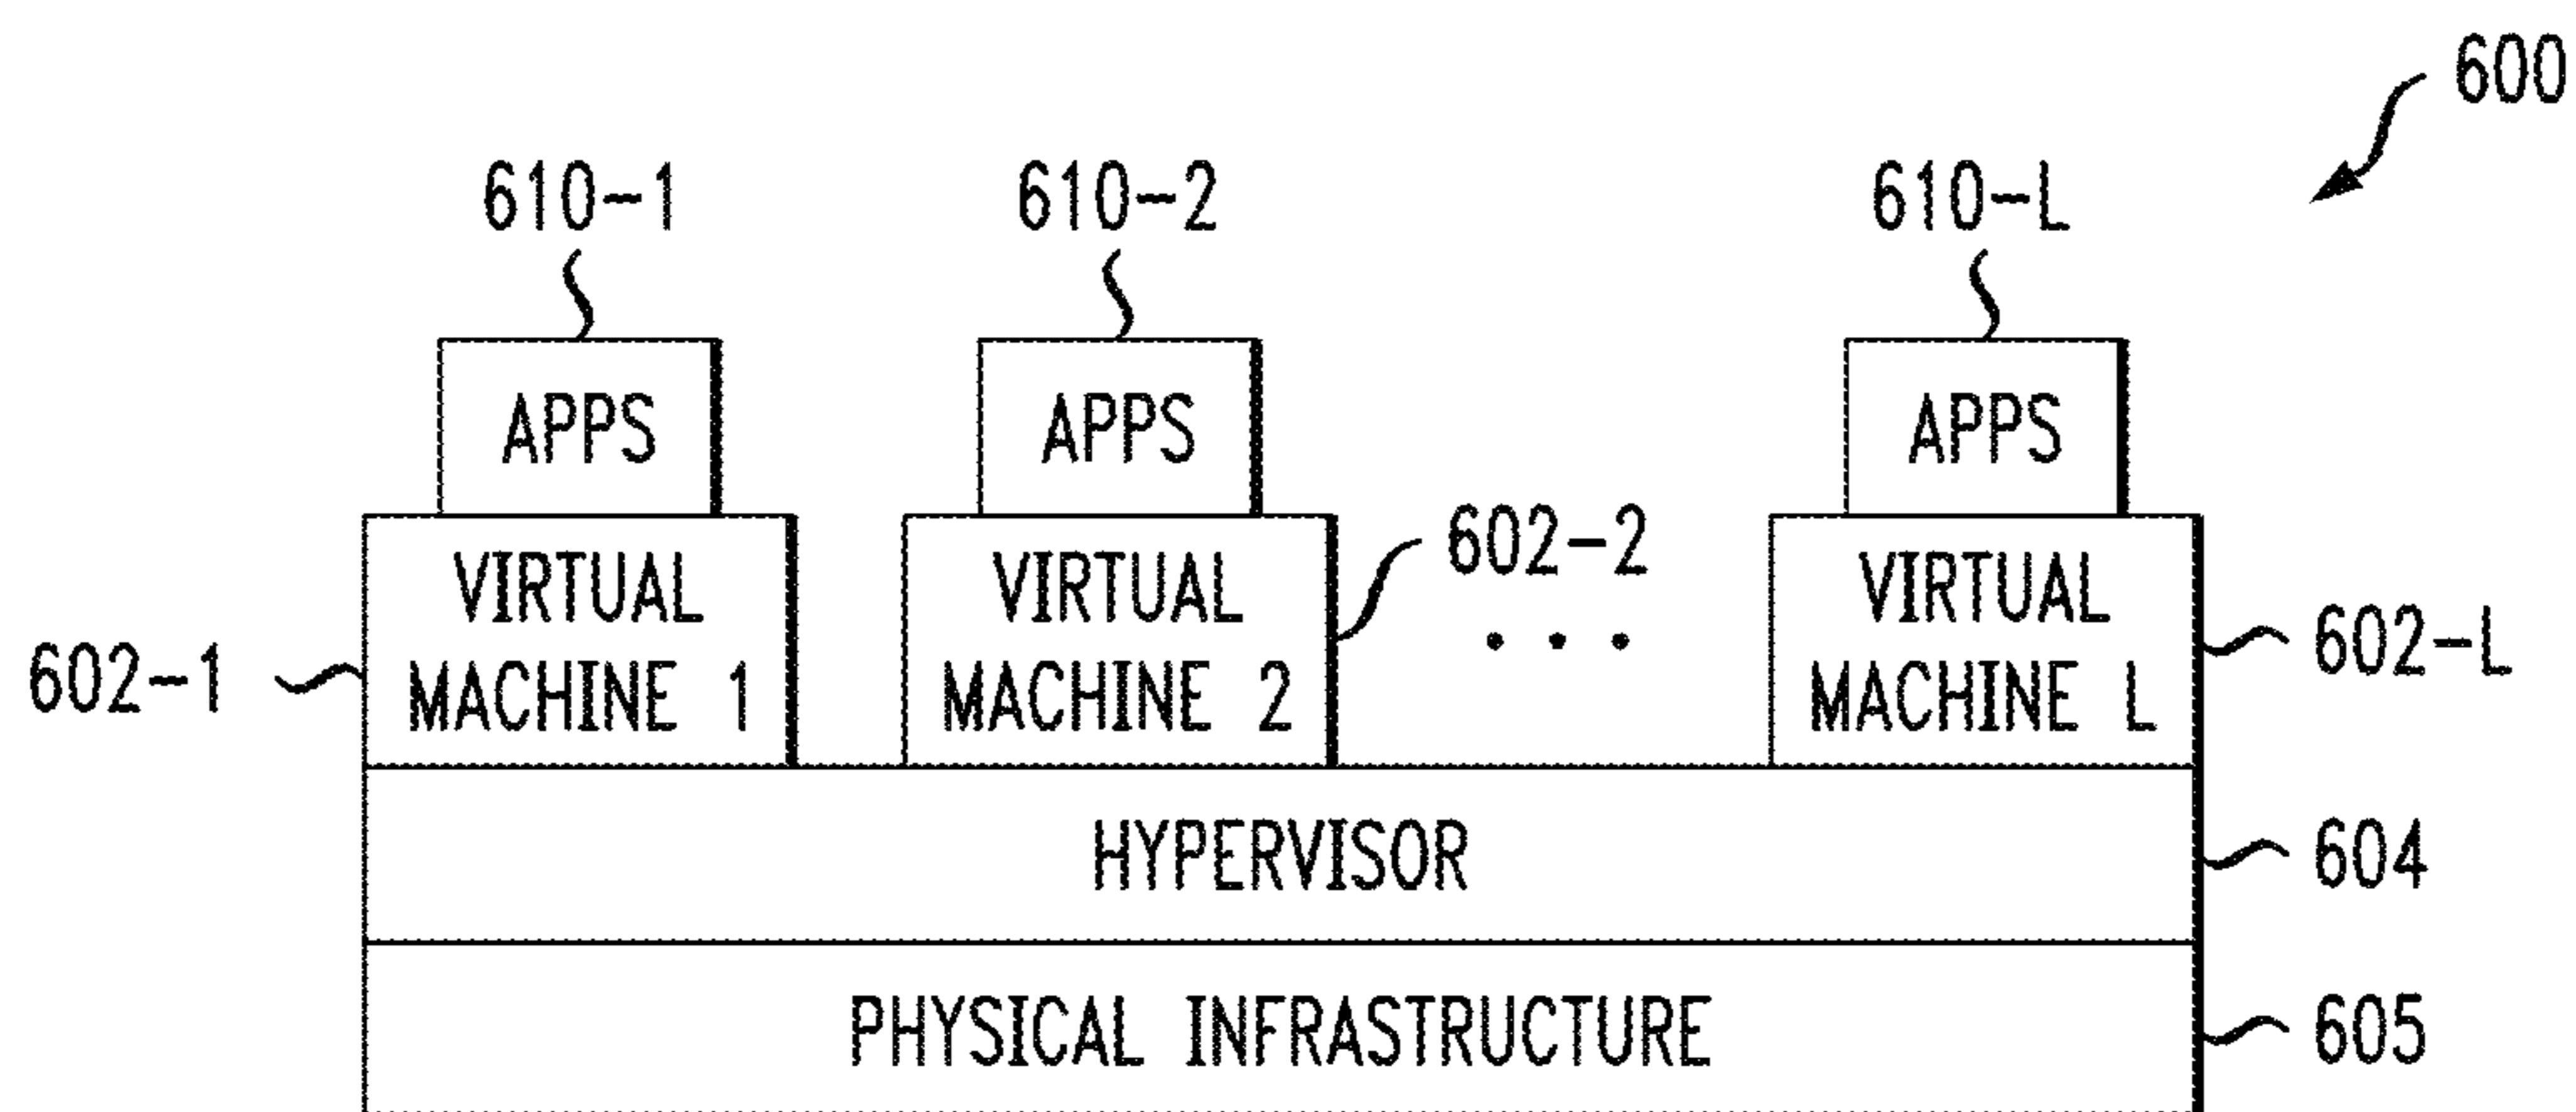 600
610-1
610-2
610-L
APPS
APPS
APPS
602-2
VIRTUAL
MACHINE 1
VIRTUAL
MACHINE 2
. . .
VIRTUAL
MACHINE L
602-1
602-L
HYPERVISOR
604
PHYSICAL INFRASTRUCTURE
605